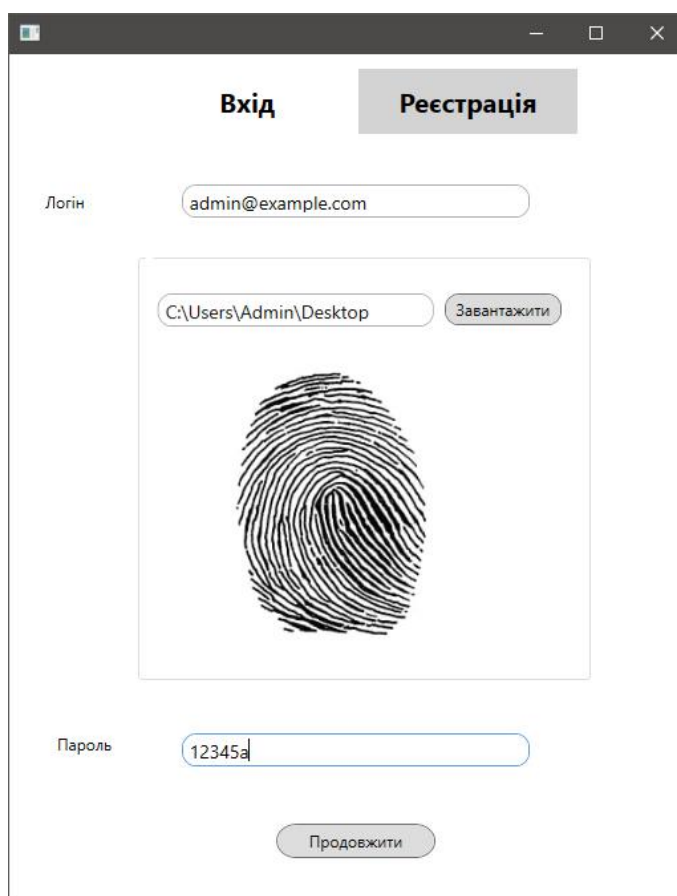 Вхід Реєстрація
Логін admin@example.com
C:\Users\Admin\Desktop Завантажити
Пароль 12345a
Продовжити